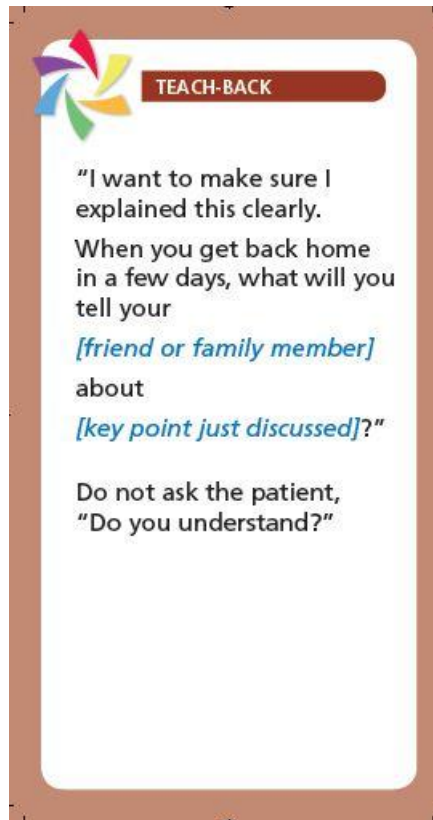 TEACH-BACK
“I want to make sure I
explained this clearly.
When you get back home
in a few days, what will you
tell your
[friend or family member]
about
[key point just discussed]?”
Do not ask the patient,
“Do you understand?”